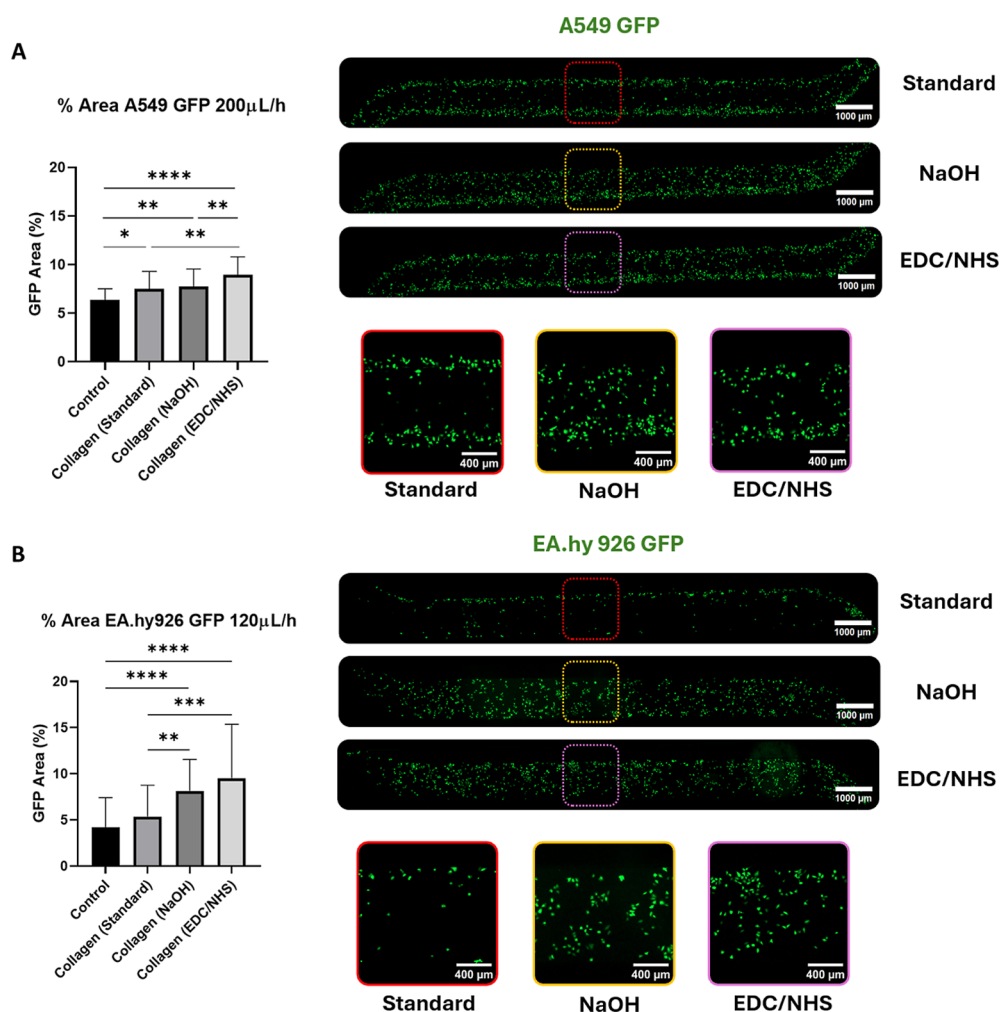 A
A549 GFP
% Area A549 GFP 200μL/h
GFP Area (%)
20
15
10
5
0
****
** **
* **
Control
Collagen (Standard)
Collagen (NaOH)
Collagen (EDC/NHS)
1000 µm
Standard
1000 µm
NaOH
1000 µm
EDC/NHS
400 µm
400 µm
400 µm
Standard
NaOH
EDC/NHS
B
EA.hy 926 GFP
% Area EA.hy926 GFP 120μL/h
GFP Area (%)
20
15
10
5
0
****
****
***
**
Control
Collagen (Standard)
Collagen (NaOH)
Collagen (EDC/NHS)
1000 µm
Standard
1000 µm
NaOH
1000 µm
EDC/NHS
400 µm
400 µm
400 µm
Standard
NaOH
EDC/NHS